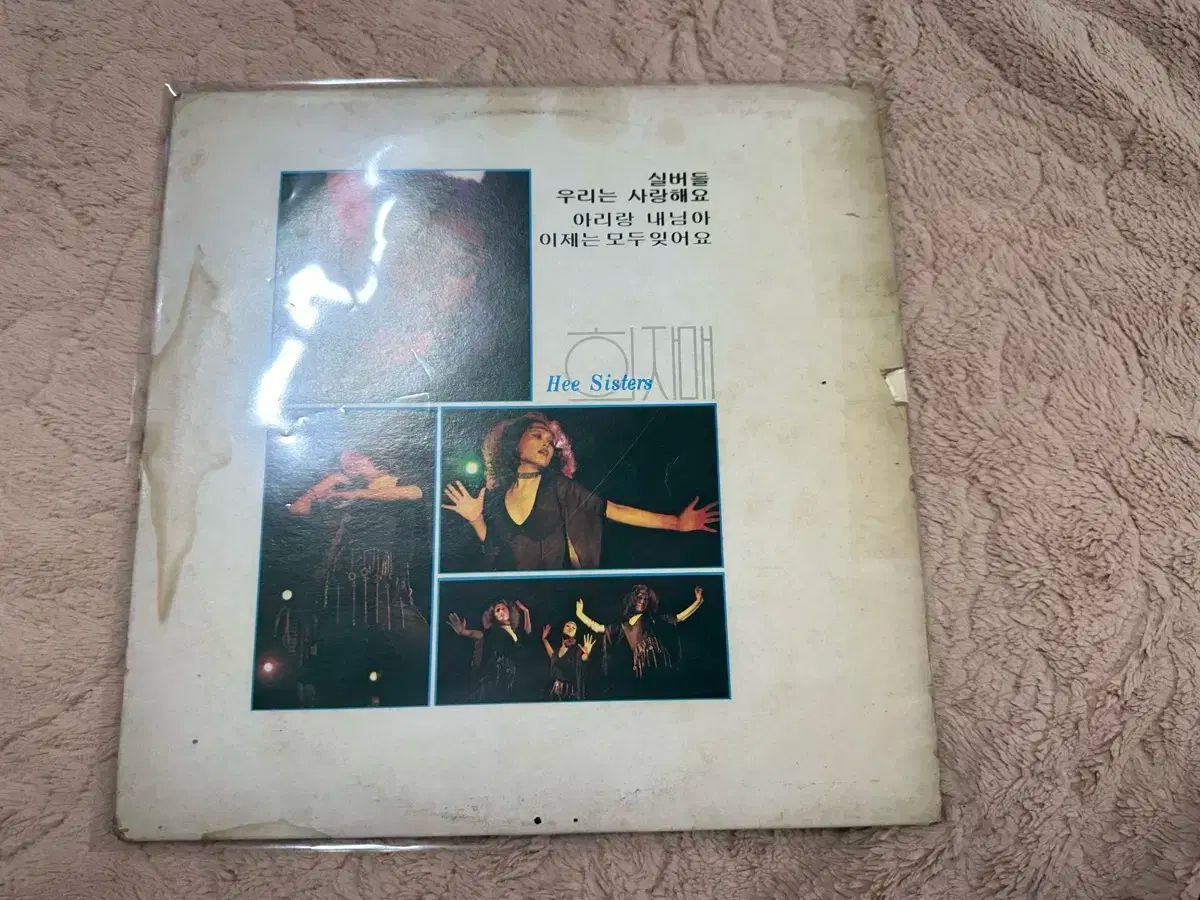 실버들
우리는 사랑해요
아리랑 내님아
이제는 모두 잊어요
희자매
Hee Sisters